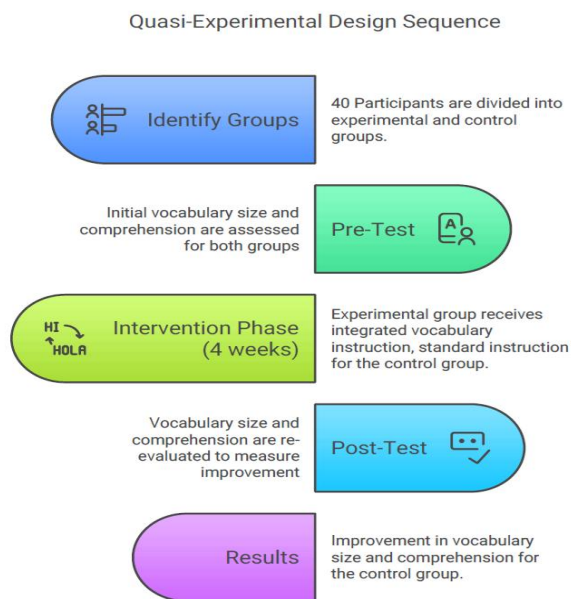 Quasi-Experimental Design Sequence
Identify Groups
40 Participants are divided into
experimental and control
groups.
Initial vocabulary size and
comprehension are assessed
for both groups
Pre-Test
A
HI
HOLA
Intervention Phase
(4 weeks)
Experimental group receives
integrated vocabulary
instruction, standard instruction
for the control group.
Vocabulary size and
comprehension are re-
evaluated to measure
improvement
Post-Test
Results
Improvement in vocabulary
size and comprehension for
the control group.